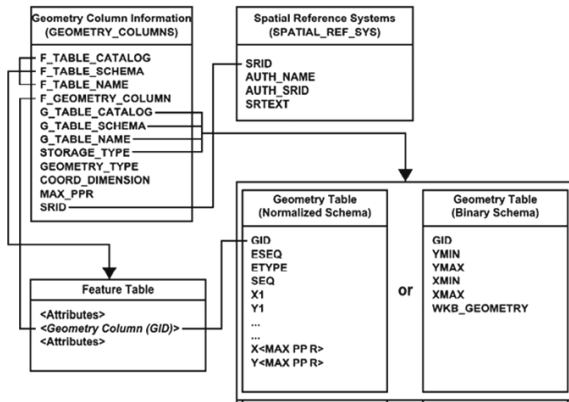 Geometry Column Information
(GEOMETRY_COLUMNS)
F_TABLE_CATALOG
F_TABLE_SCHEMA
F_TABLE_NAME
F_GEOMETRY_COLUMN
G_TABLE_CATALOG
G_TABLE_SCHEMA
G_TABLE_NAME
STORAGE_TYPE
GEOMETRY_TYPE
COORD_DIMENSION
MAX_PPR
SRID
Spatial Reference Systems
(SPATIAL_REF_SYS)
SRID
AUTH_NAME
AUTH_SRID
SRTEXT
Feature Table
<Attributes>
<Geometry Column (GID)>
<Attributes>
Geometry Table
(Normalized Schema)
GID
ESEQ
ETYPE
SEQ
X1
Y1
...
...
X<MAX PP R>
Y<MAX PP R>
or
Geometry Table
(Binary Schema)
GID
YMIN
YMAX
XMIN
XMAX
WKB_GEOMETRY